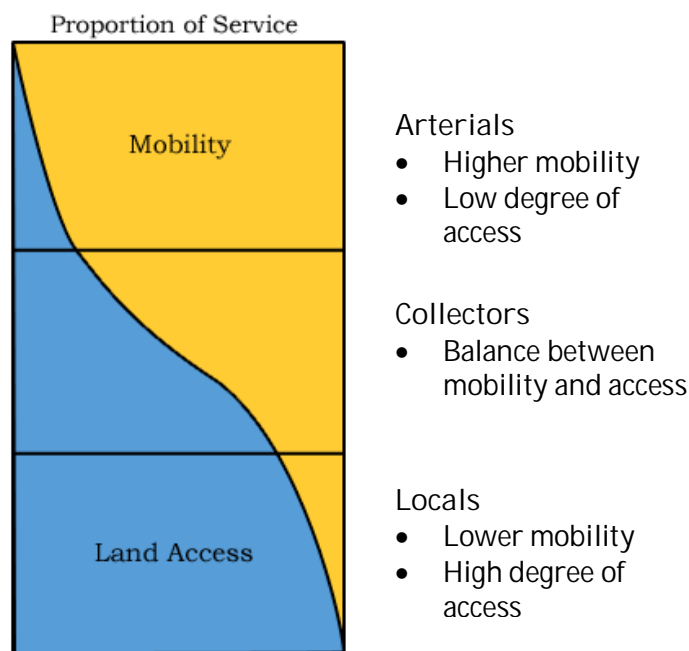 Proportion of Service
Mobility
Land Access
Arterials
• Higher mobility
• Low degree of
access
Collectors
• Balance between
mobility and access
Locals
• Lower mobility
• High degree of
access